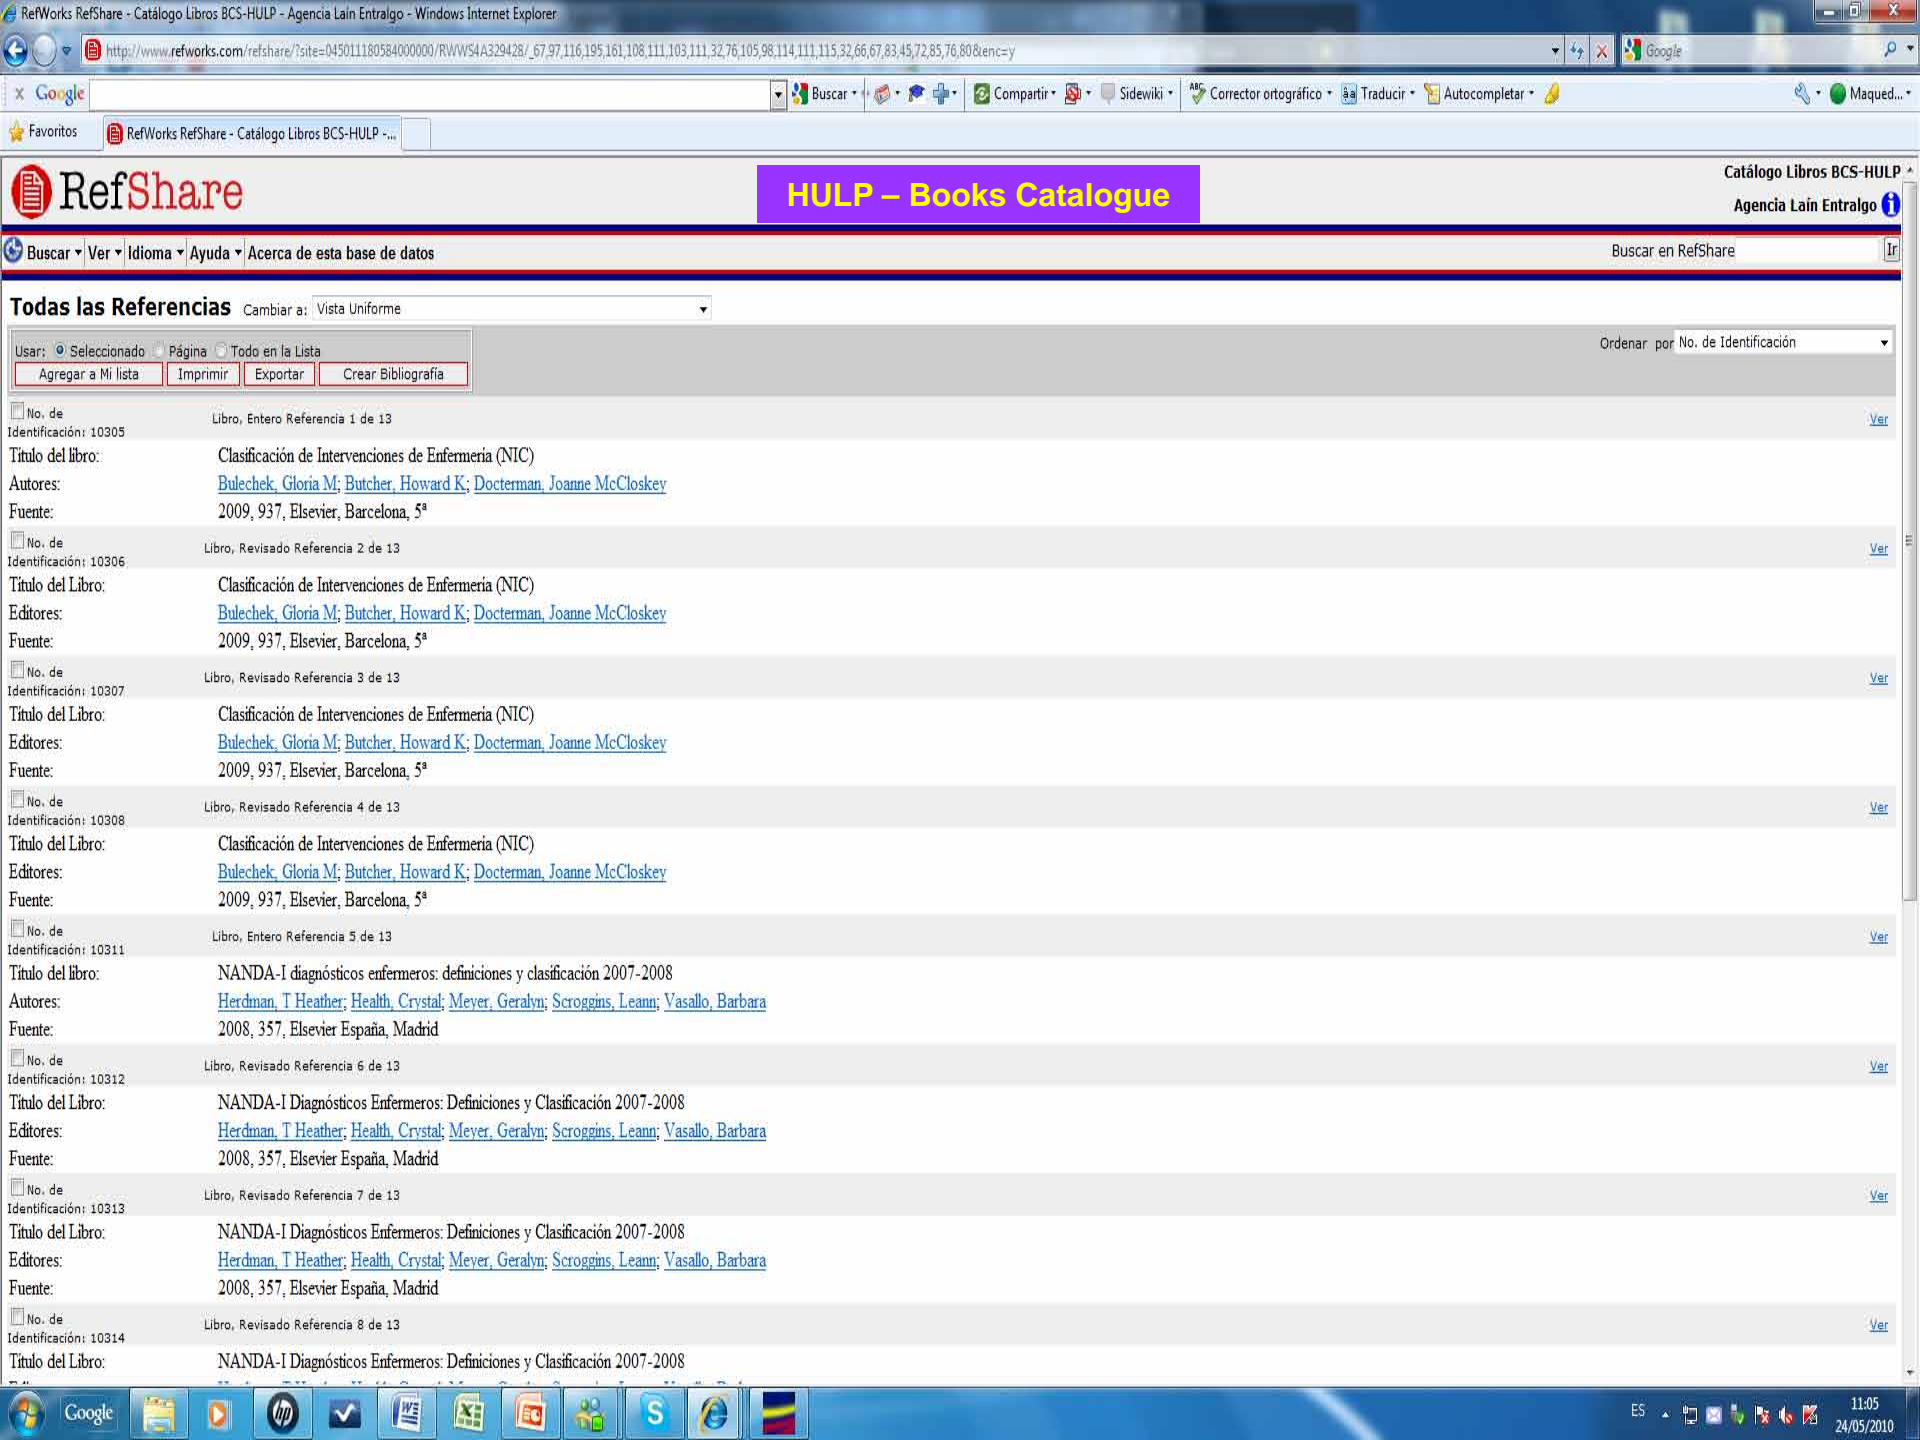 RefWorks RefShare - Catálogo Libros BCS-HULP - Agencia Laín Entralgo - Windows Internet Explorer
http://www.refworks.com/refshare/?site=045011180584000000/RWWS4A329428/_67,97,116,195,161,108,111,103,111,32,76,105,98,114,111,115,32,66,67,83,45,72,85,76,80&enc=y
Google
x Google Buscar Compartir Sidewiki Corrector ortográfico Traducir Autocompletar Maqued...
Favoritos RefWorks RefShare - Catálogo Libros BCS-HULP -...
RefShare
HULP – Books Catalogue
Catálogo Libros BCS-HULP
Agencia Laín Entralgo
Buscar Ver Idioma Ayuda Acerca de esta base de datos
Buscar en RefShare Ir
Todas las Referencias Cambiar a: Vista Uniforme
Usar: Seleccionado Página Todo en la Lista
Ordenar por No. de Identificación
Agregar a Mi lista Imprimir Exportar Crear Bibliografía
No. de
Identificación: 10305 Libro, Entero Referencia 1 de 13 Ver
Título del libro: Clasificación de Intervenciones de Enfermería (NIC)
Autores: Bulechek, Gloria M; Butcher, Howard K; Docterman, Joanne McCloskey
Fuente: 2009, 937, Elsevier, Barcelona, 5ª
No. de
Identificación: 10306 Libro, Revisado Referencia 2 de 13 Ver
Título del Libro: Clasificación de Intervenciones de Enfermería (NIC)
Editores: Bulechek, Gloria M; Butcher, Howard K; Docterman, Joanne McCloskey
Fuente: 2009, 937, Elsevier, Barcelona, 5ª
No. de
Identificación: 10307 Libro, Revisado Referencia 3 de 13 Ver
Título del Libro: Clasificación de Intervenciones de Enfermería (NIC)
Editores: Bulechek, Gloria M; Butcher, Howard K; Docterman, Joanne McCloskey
Fuente: 2009, 937, Elsevier, Barcelona, 5ª
No. de
Identificación: 10308 Libro, Revisado Referencia 4 de 13 Ver
Título del Libro: Clasificación de Intervenciones de Enfermería (NIC)
Editores: Bulechek, Gloria M; Butcher, Howard K; Docterman, Joanne McCloskey
Fuente: 2009, 937, Elsevier, Barcelona, 5ª
No. de
Identificación: 10311 Libro, Entero Referencia 5 de 13 Ver
Título del libro: NANDA-I diagnósticos enfermeros: definiciones y clasificación 2007-2008
Autores: Herdman, T Heather; Health, Crystal; Meyer, Geralyn; Scroggins, Leann; Vasallo, Barbara
Fuente: 2008, 357, Elsevier España, Madrid
No. de
Identificación: 10312 Libro, Revisado Referencia 6 de 13 Ver
Título del Libro: NANDA-I Diagnósticos Enfermeros: Definiciones y Clasificación 2007-2008
Editores: Herdman, T Heather; Health, Crystal; Meyer, Geralyn; Scroggins, Leann; Vasallo, Barbara
Fuente: 2008, 357, Elsevier España, Madrid
No. de
Identificación: 10313 Libro, Revisado Referencia 7 de 13 Ver
Título del Libro: NANDA-I Diagnósticos Enfermeros: Definiciones y Clasificación 2007-2008
Editores: Herdman, T Heather; Health, Crystal; Meyer, Geralyn; Scroggins, Leann; Vasallo, Barbara
Fuente: 2008, 357, Elsevier España, Madrid
No. de
Identificación: 10314 Libro, Revisado Referencia 8 de 13 Ver
Título del Libro: NANDA-I Diagnósticos Enfermeros: Definiciones y Clasificación 2007-2008
Google ES 11:05
24/05/2010